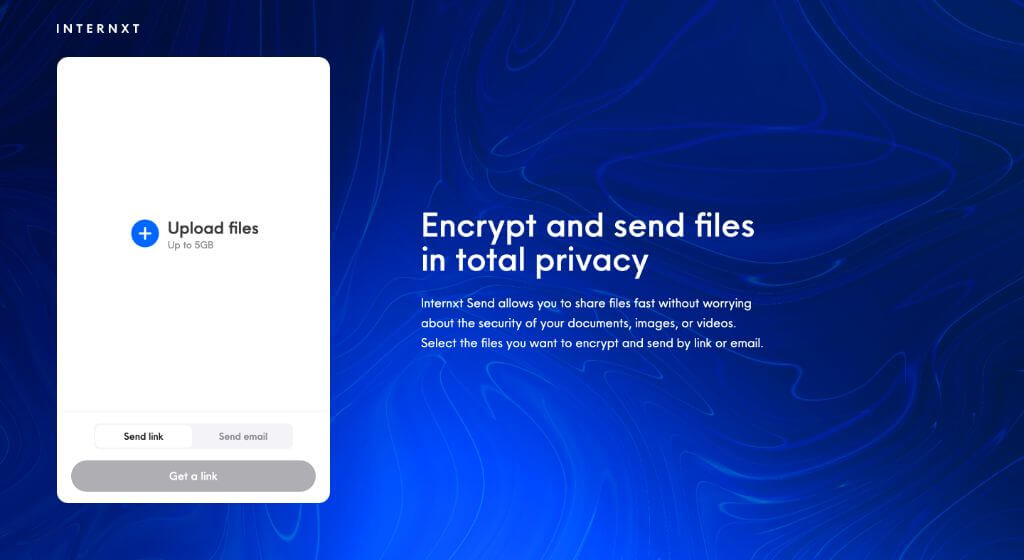 INTERNXT
Upload files
Up to 5GB
Send link
Send email
Get a link
Encrypt and send files
in total privacy
Internxt Send allows you to share files fast without worrying
about the security of your documents, images, or videos.
Select the files you want to encrypt and send by link or email.